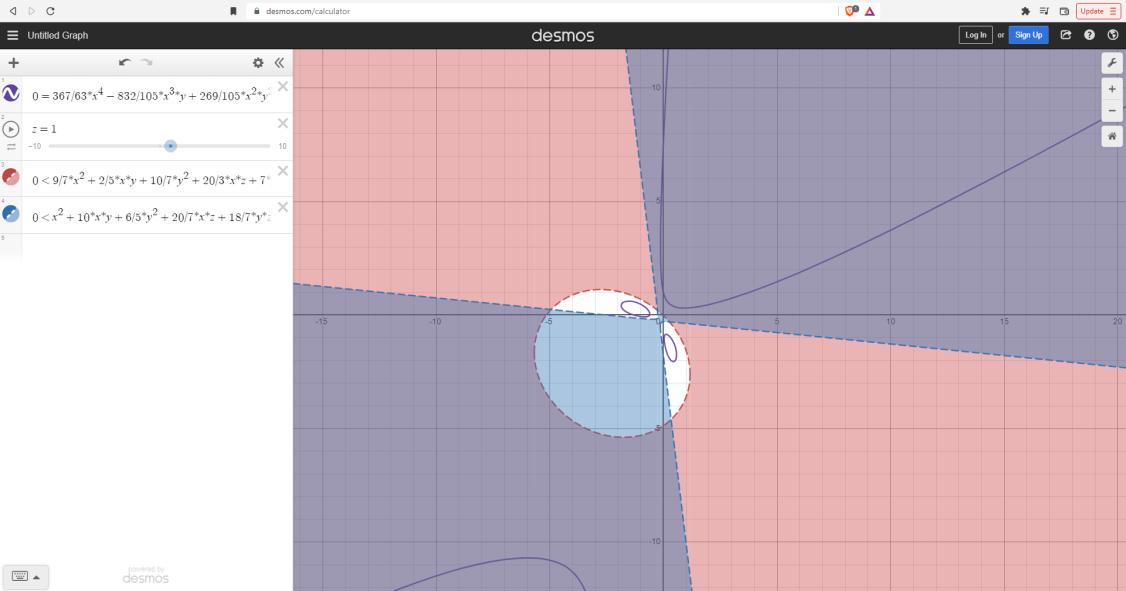 desmos.com/calculator
Update
Untitled Graph
desmos
Log In or Sign Up
1
0 = 367/63*x^4 − 832/105*x^3*y + 269/105*x^2*y
2
z = 1
-10
10
3
0 < 9/7*x^2 + 2/5*x*y + 10/7*y^2 + 20/3*x*z + 7*
4
0 < x^2 + 10*x*y + 6/5*y^2 + 20/7*x*z + 18/7*y*z
5
10
5
-15 -10 -5 0 5 10 15 20
-5
-10
powered by
desmos